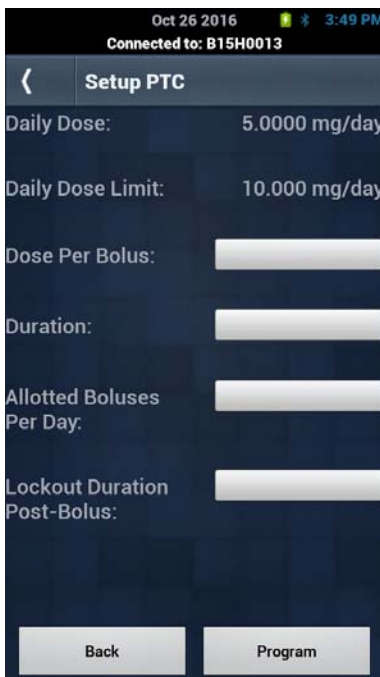 Oct 26 2016 3:49 PM
Connected to: B15H0013
Setup PTC
Daily Dose: 5.0000 mg/day
Daily Dose Limit: 10.000 mg/day
Dose Per Bolus:
Duration:
Allotted Boluses
Per Day:
Lockout Duration
Post-Bolus:
Back Program